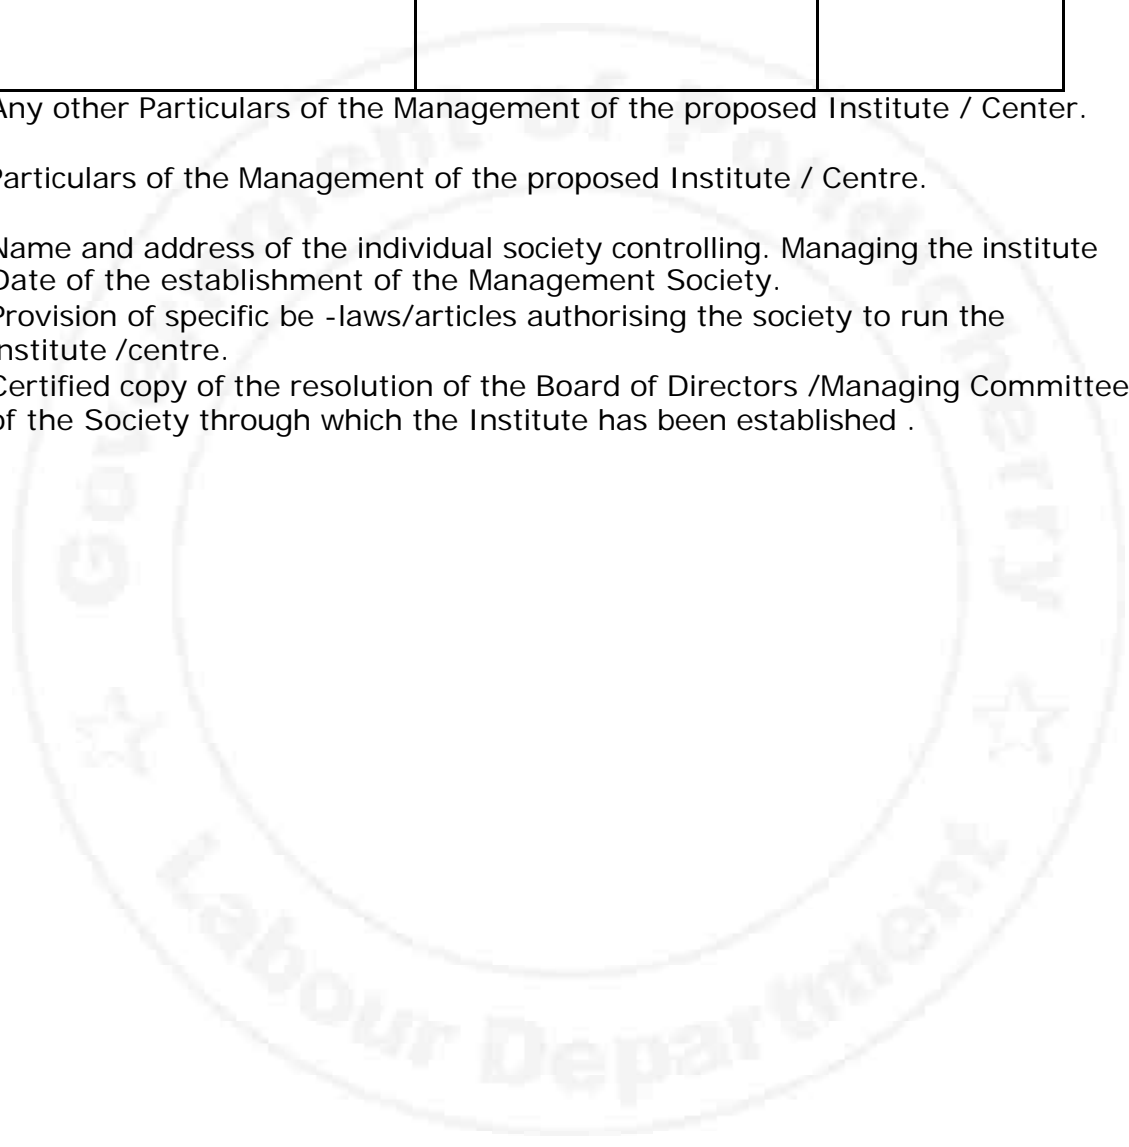 Any other Particulars of the Management of the proposed Institute / Center.
Particulars of the Management of the proposed Institute / Centre.
Name and address of the individual society controlling. Managing the institute
Date of the establishment of the Management Society.
Provision of specific be -laws/articles authorising the society to run the
institute /centre.
Certified copy of the resolution of the Board of Directors /Managing Committee
of the Society through which the Institute has been established .
Government of Pondicherry
Labour Department